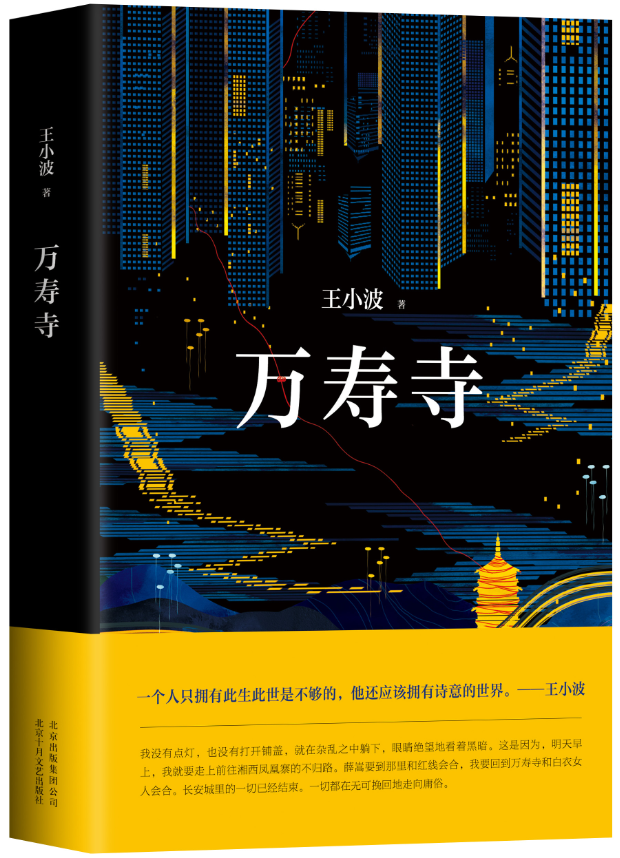 王小波 著
万寿寺
北京出版集团公司
北京十月文艺出版社
王小波 著
万寿寺
一个人只拥有此生此世是不够的，他还应该拥有诗意的世界。——王小波
我没有点灯，也没有打开铺盖，就在杂乱之中躺下，眼睛绝望地看着黑暗。这是因为，明天早
上，我就要走上前往湘西凤凰寨的不归路。薛嵩要到那里和红线会合，我要回到万寿寺和白衣女
人会合。长安城里的一切已经结束。一切都在无可挽回地走向庸俗。